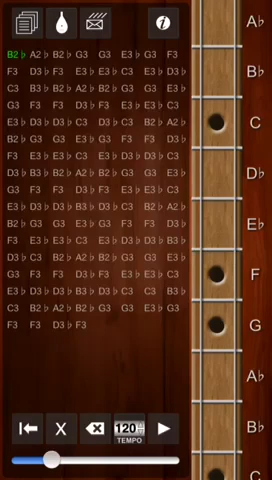 B2♭ A2♭ B2♭ G3 G3 E3♭ G3 F3
F3 D3♭ F3 E3♭ E3♭ C3 E3♭ D3♭
C3 B3♭ B2♭ A2♭ B2♭ G3 G3 E3♭
G3 F3 F3 D3♭ F3 E3♭ E3♭ C3
E3♭ D3♭ D3♭ C3 D3♭ C3 B2♭ A2♭
B2♭ G3 G3 E3♭ G3 F3 F3 D3♭
F3 E3♭ E3♭ C3 E3♭ D3♭ C3 B3♭
D3♭ B3♭ B2♭ A2♭ B2♭ G3 G3 E3♭
G3 F3 F3 D3♭ F3 E3♭ E3♭ C3
E3♭ D3♭ D3♭ B3♭ D3♭ C3 B2♭ A2♭
B2♭ G3 G3 E3♭ G3 F3 F3 D3♭
F3 E3♭ E3♭ C3 E3♭ D3♭ D3♭ B3♭
D3♭ C3 B2♭ A2♭ B2♭ G3 G3 E3♭
G3 F3 F3 D3♭ F3 E3♭ E3♭ C3
E3♭ D3♭ D3♭ B3♭ D3♭ C3 C3 B3♭
C3 B2♭ A2♭ B2♭ G3 G3 E3♭ G3
F3 F3 D3♭ F3
120
TEMPO
X
A♭
B♭
C
D♭
E♭
F
G
A♭
B♭
C